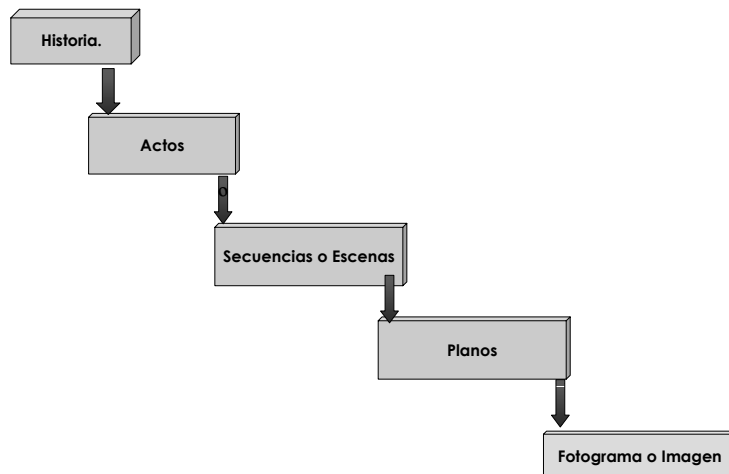 Historia.
Actos
o
Secuencias o Escenas
Planos
Fotograma o Imagen